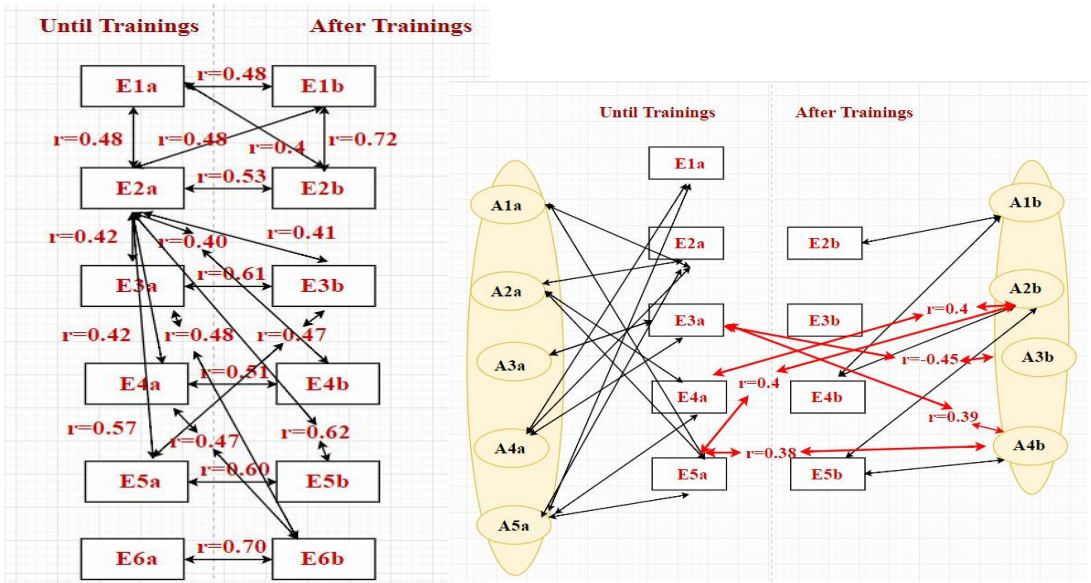 Until Trainings After Trainings
E1a r=0.48 E1b
r=0.48 r=0.48 r=0.4 r=0.72
E2a r=0.53 E2b
r=0.42 r=0.40 r=0.41
E3a r=0.61 E3b
r=0.42 r=0.48 r=0.47
E4a r=0.51 E4b
r=0.57 r=0.47 r=0.62
E5a r=0.60 E5b
E6a r=0.70 E6b
Until Trainings After Trainings
E1a
A1a A1b
E2a E2b
A2a A2b
r=0.4
E3a E3b
A3a r=-0.45 A3b
r=0.4
E4a E4b
r=0.39
A4a r=0.38 A4b
E5a E5b
A5a